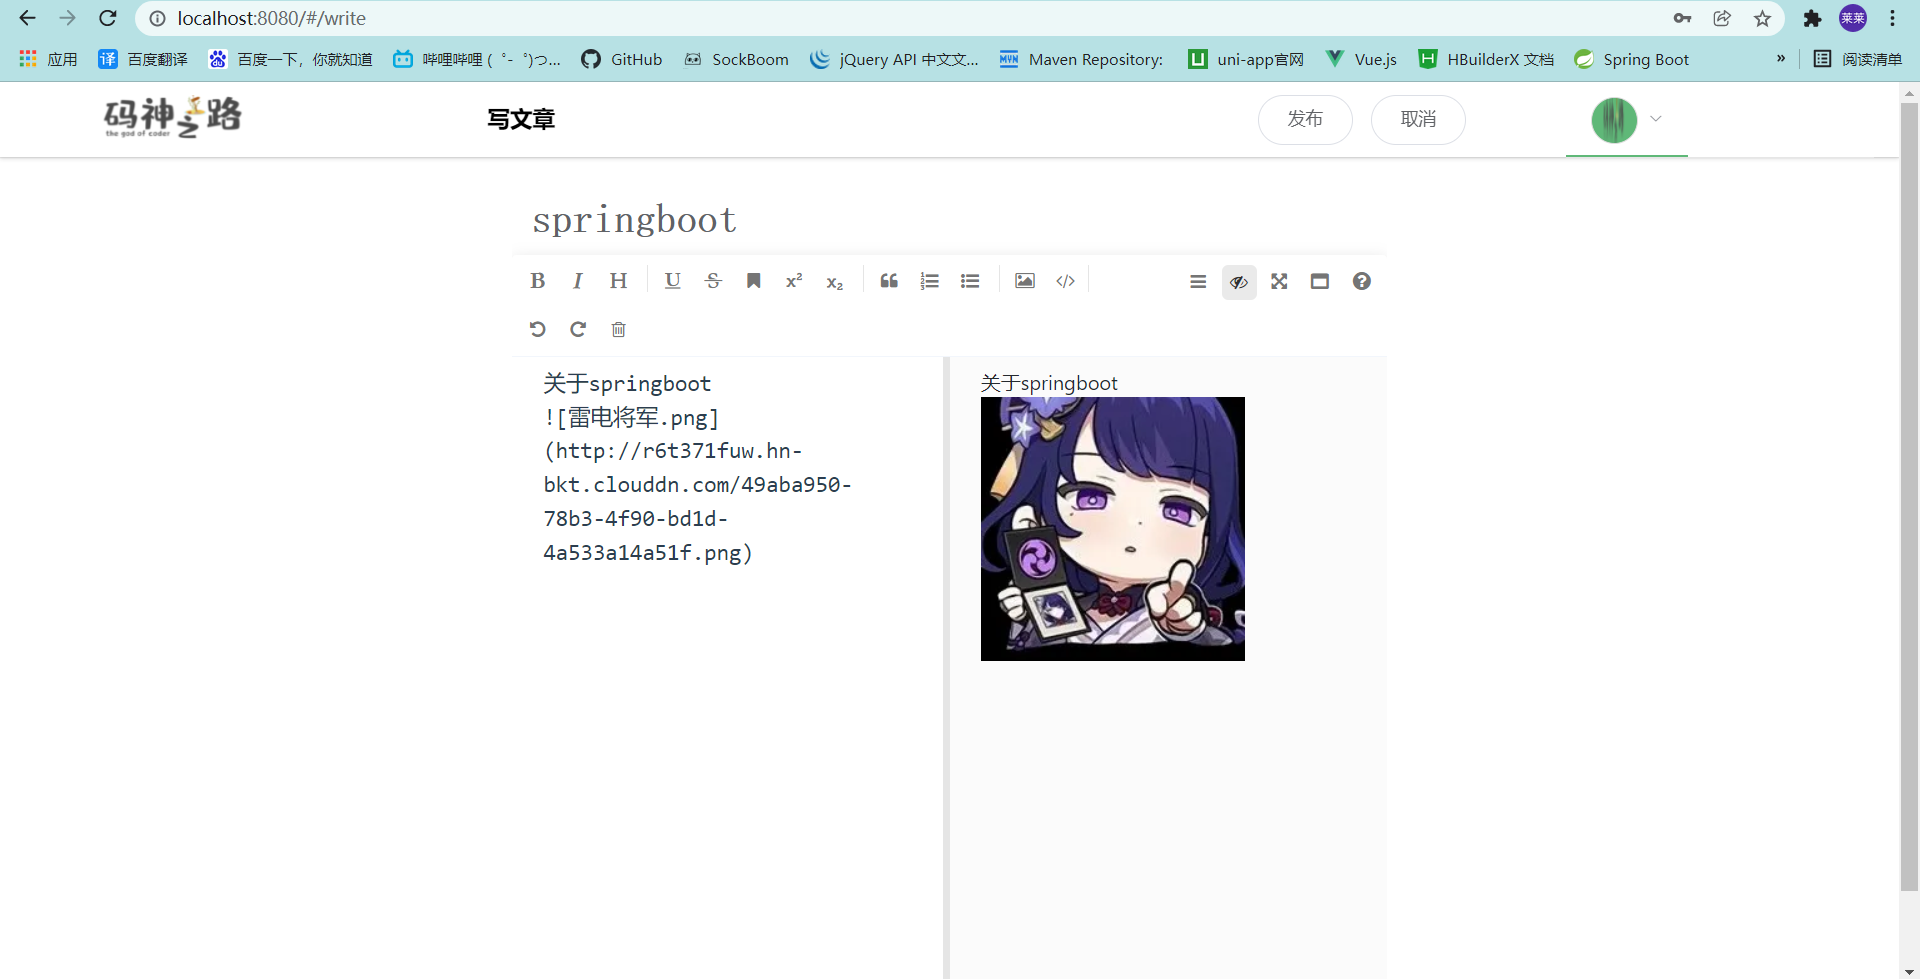 localhost:8080/#/write
莱莱
应用
译 百度翻译
du 百度一下，你就知道
哔哩哔哩 ( ゜- ゜)つ...
GitHub
SockBoom
jQuery API 中文文...
MVN Maven Repository:
U uni-app官网
Vue.js
H HBuilderX 文档
Spring Boot
»
阅读清单
码神之路
the god of coder
写文章
发布
取消
springboot
B I H U S x² x₂
关于springboot
![雷电将军.png]
(http://r6t371fuw.hn-
bkt.clouddn.com/49aba950-
78b3-4f90-bd1d-
4a533a14a51f.png)
关于springboot